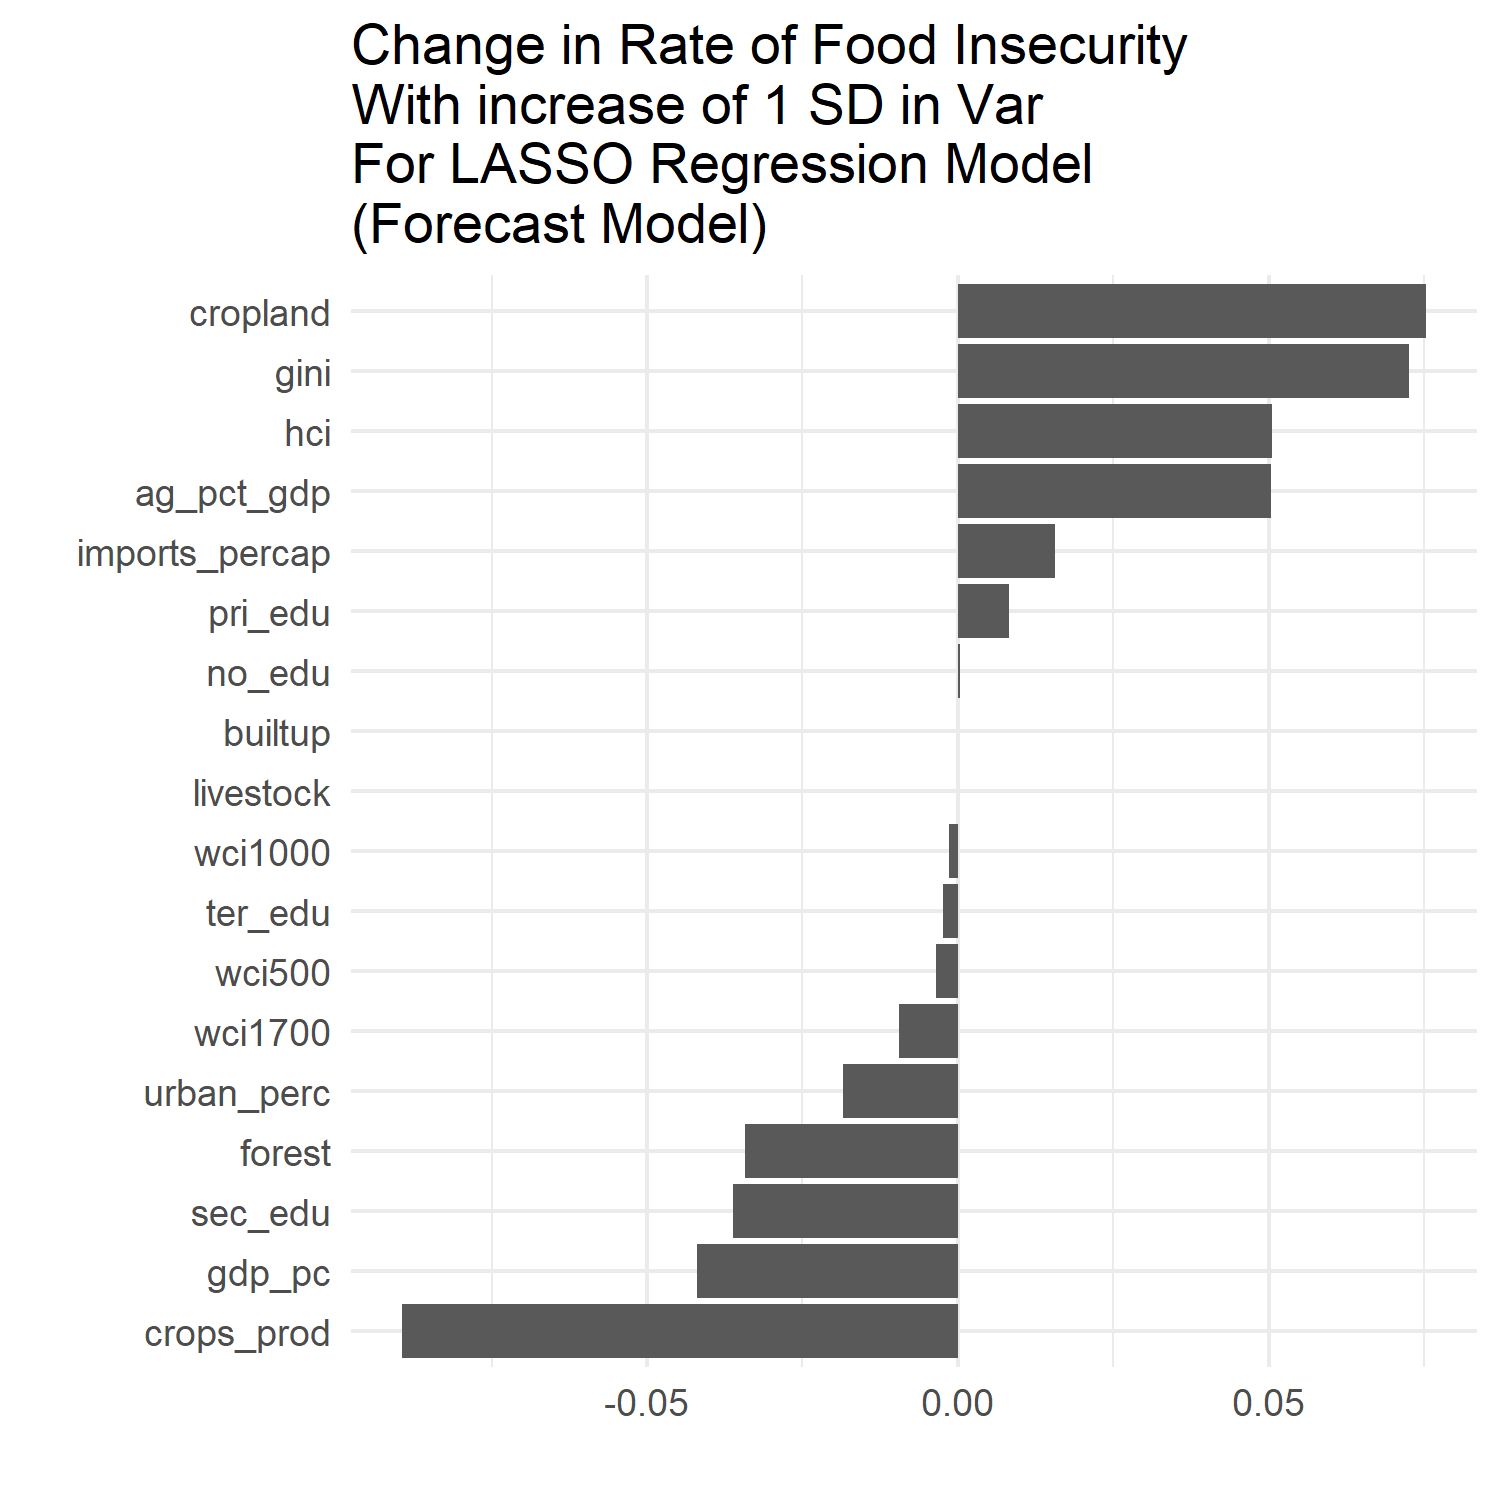 Change in Rate of Food Insecurity
With increase of 1 SD in Var
For LASSO Regression Model
(Forecast Model)
cropland
gini
hci
ag_pct_gdp
imports_percap
pri_edu
no_edu
builtup
livestock
wci1000
ter_edu
wci500
wci1700
urban_perc
forest
sec_edu
gdp_pc
crops_prod
-0.05 0.00 0.05